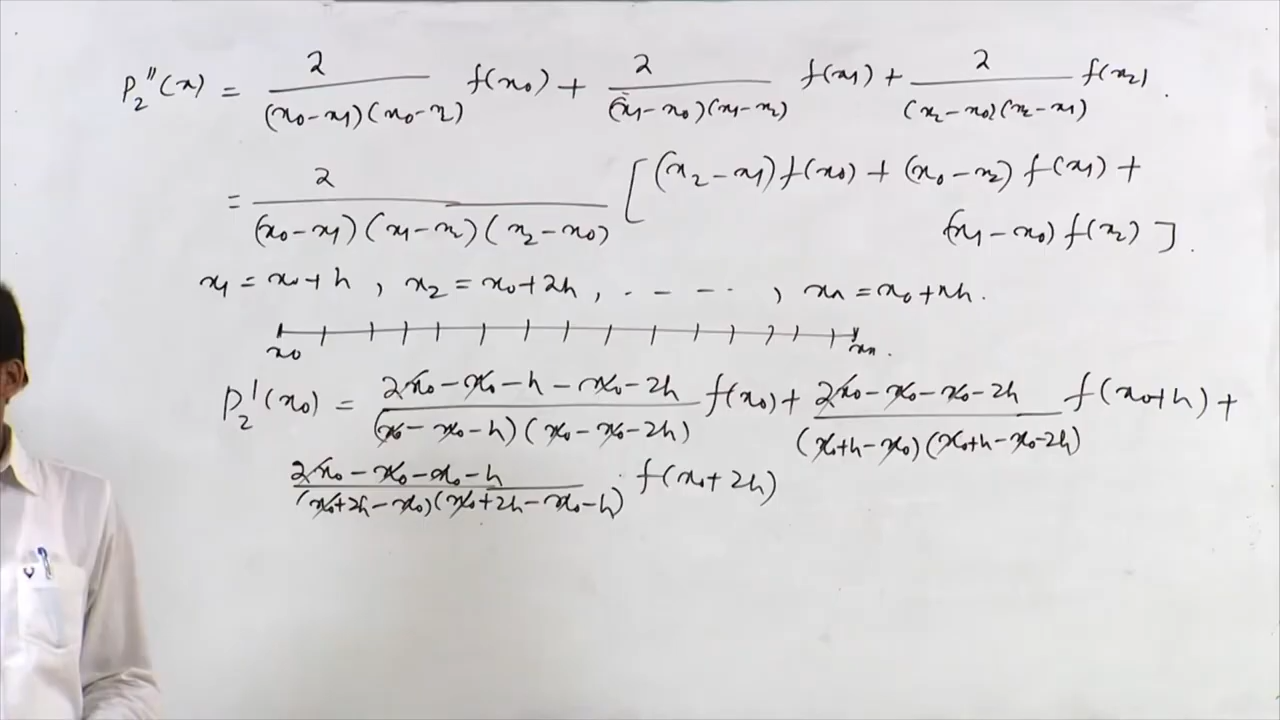 P₂''(x) = 2/((x₀-x₁)(x₀-x₂)) f(x₀) + 2/((x₁-x₀)(x₁-x₂)) f(x₁) + 2/((x₂-x₀)(x₂-x₁)) f(x₂).
= 2/((x₀-x₁)(x₁-x₂)(x₂-x₀)) [(x₂-x₁)f(x₀) + (x₀-x₂) f(x₁) +
(x₁-x₀) f(x₂)].
x₁ = x₀+h, x₂ = x₀+2h, . - - - . , xₙ = x₀+nh.
x₀ xₙ.
P₂'(x₀) = (2x₀-x₀-h-x₀-2h)/((x₀-x₀-h)(x₀-x₀-2h)) f(x₀) + (2x₀-x₀-x₀-2h)/((x₀+h-x₀)(x₀+h-x₀-2h)) f(x₀+h) +
(2x₀-x₀-x₀-h)/((x₀+2h-x₀)(x₀+2h-x₀-h)) . f(x₀+2h)